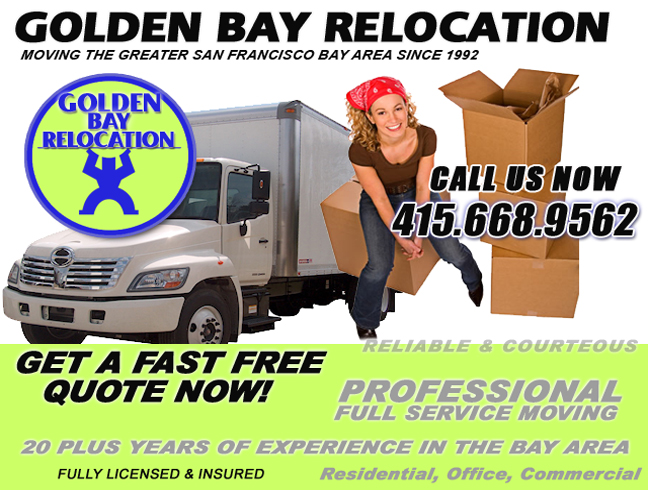 GOLDEN BAY RELOCATION
MOVING THE GREATER SAN FRANCISCO BAY AREA SINCE 1992
GOLDEN
BAY
RELOCATION
CALL US NOW
415.668.9562
RELIABLE & COURTEOUS
GET A FAST FREE
QUOTE NOW!
PROFESSIONAL
FULL SERVICE MOVING
20 PLUS YEARS OF EXPERIENCE IN THE BAY AREA
FULLY LICENSED & INSURED
Residential, Office, Commercial